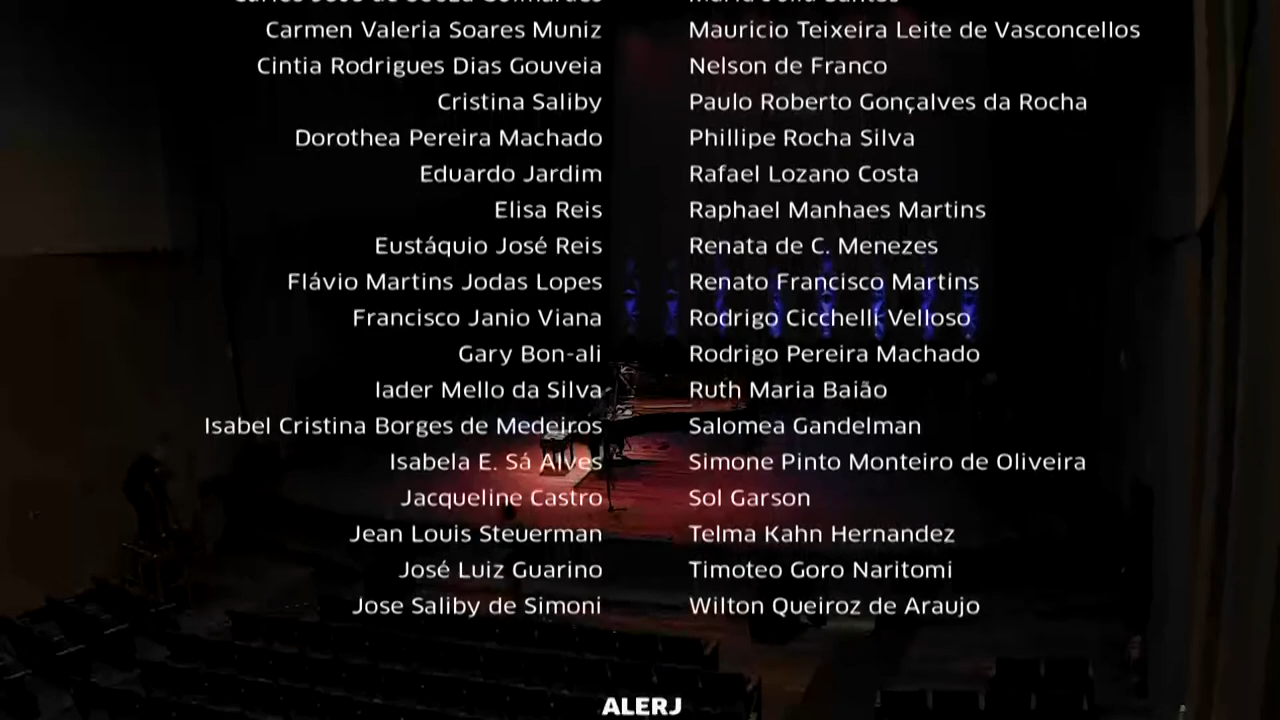 Carmen Valeria Soares Muniz
Cintia Rodrigues Dias Gouveia
Cristina Saliby
Dorothea Pereira Machado
Eduardo Jardim
Elisa Reis
Eustáquio José Reis
Flávio Martins Jodas Lopes
Francisco Janio Viana
Gary Bon-ali
Iader Mello da Silva
Isabel Cristina Borges de Medeiros
Isabela E. Sá Alves
Jacqueline Castro
Jean Louis Steuerman
José Luiz Guarino
Jose Saliby de Simoni
Mauricio Teixeira Leite de Vasconcellos
Nelson de Franco
Paulo Roberto Gonçalves da Rocha
Phillipe Rocha Silva
Rafael Lozano Costa
Raphael Manhaes Martins
Renata de C. Menezes
Renato Francisco Martins
Rodrigo Cicchelli Velloso
Rodrigo Pereira Machado
Ruth Maria Baião
Salomea Gandelman
Simone Pinto Monteiro de Oliveira
Sol Garson
Telma Kahn Hernandez
Timoteo Goro Naritomi
Wilton Queiroz de Araujo
ALERJ